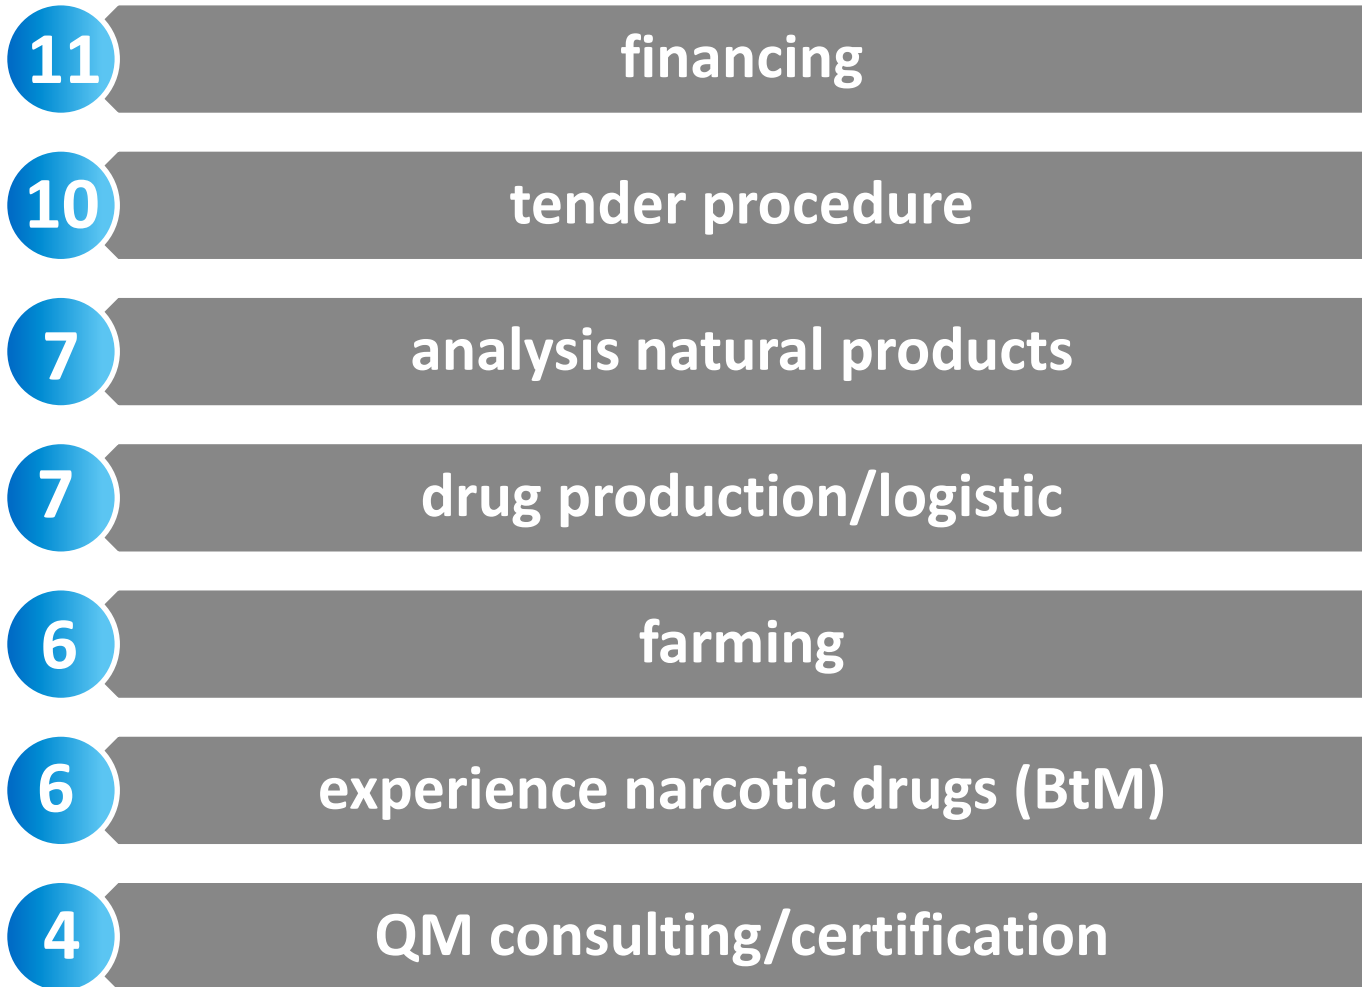 11 financing
10 tender procedure
7 analysis natural products
7 drug production/logistic
6 farming
6 experience narcotic drugs (BtM)
4 QM consulting/certification